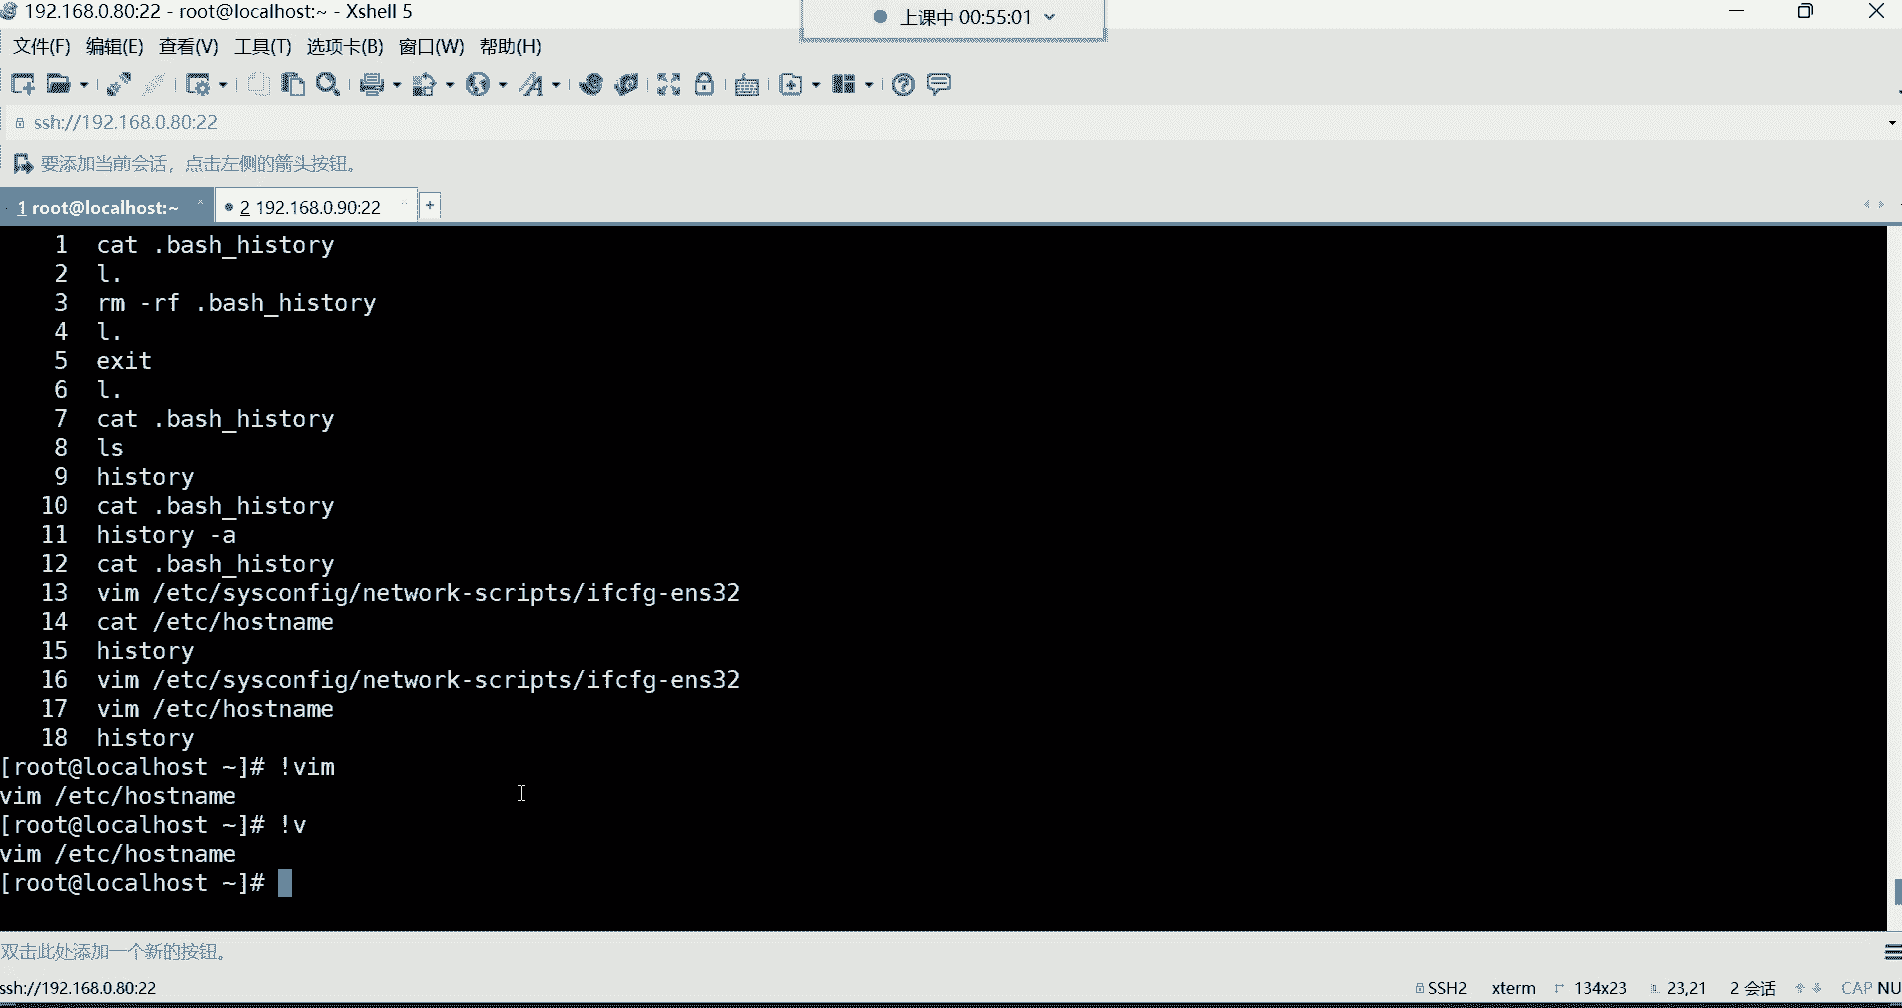 192.168.0.80:22 - root@localhost:~ - Xshell 5
上课中 00:55:01
文件(F) 编辑(E) 查看(V) 工具(T) 选项卡(B) 窗口(W) 帮助(H)
ssh://192.168.0.80:22
要添加当前会话，点击左侧的箭头按钮。
1 root@localhost:~ 2 192.168.0.90:22 +
1 cat .bash_history
2 l.
3 rm -rf .bash_history
4 l.
5 exit
6 l.
7 cat .bash_history
8 ls
9 history
10 cat .bash_history
11 history -a
12 cat .bash_history
13 vim /etc/sysconfig/network-scripts/ifcfg-ens32
14 cat /etc/hostname
15 history
16 vim /etc/sysconfig/network-scripts/ifcfg-ens32
17 vim /etc/hostname
18 history
[root@localhost ~]# !vim
vim /etc/hostname
[root@localhost ~]# !v
vim /etc/hostname
[root@localhost ~]#
双击此处添加一个新的按钮。
ssh://192.168.0.80:22 SSH2 xterm 134x23 23,21 2 会话 CAP NU